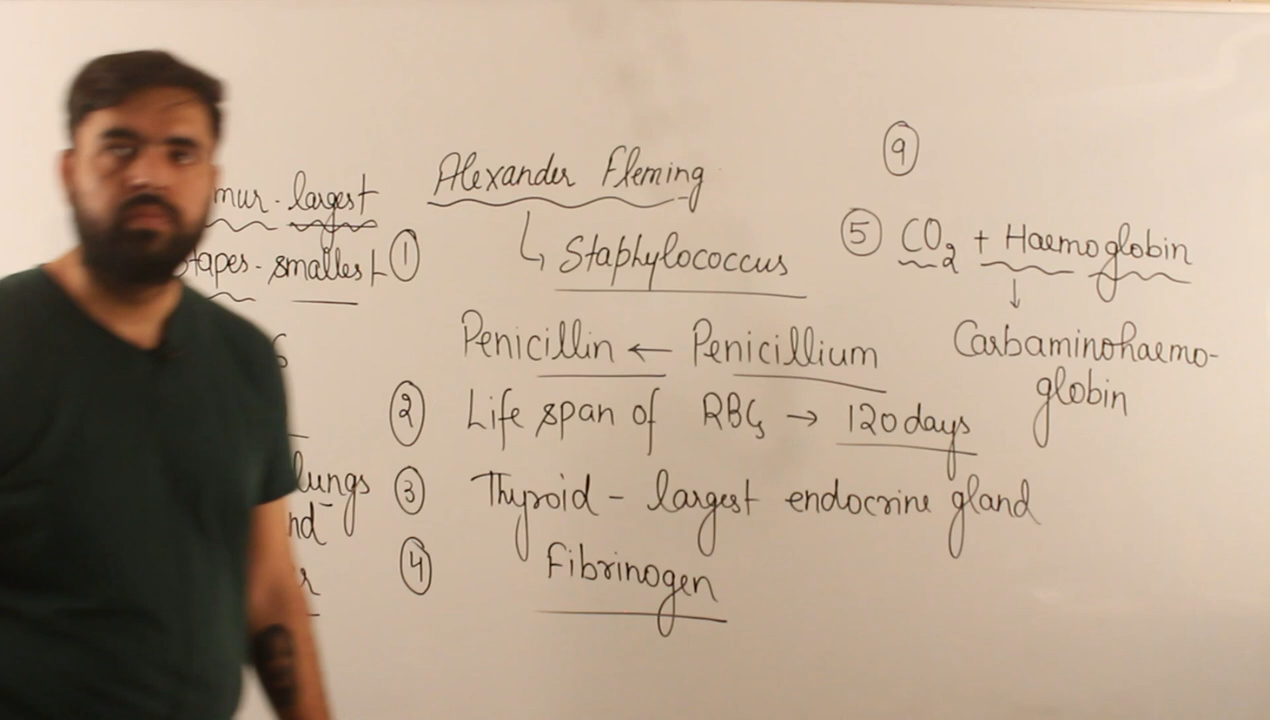 mur - largest
tapes - smallest
6
lungs
nd
r
① Alexander Fleming
↳ Staphylococcus
Penicillin ← Penicillium
② Life span of RBCs → 120 days
③ Thyroid - largest endocrine gland
④ Fibrinogen
9
⑤ CO₂ + Haemoglobin
↓
Carbaminohaemo-
globin